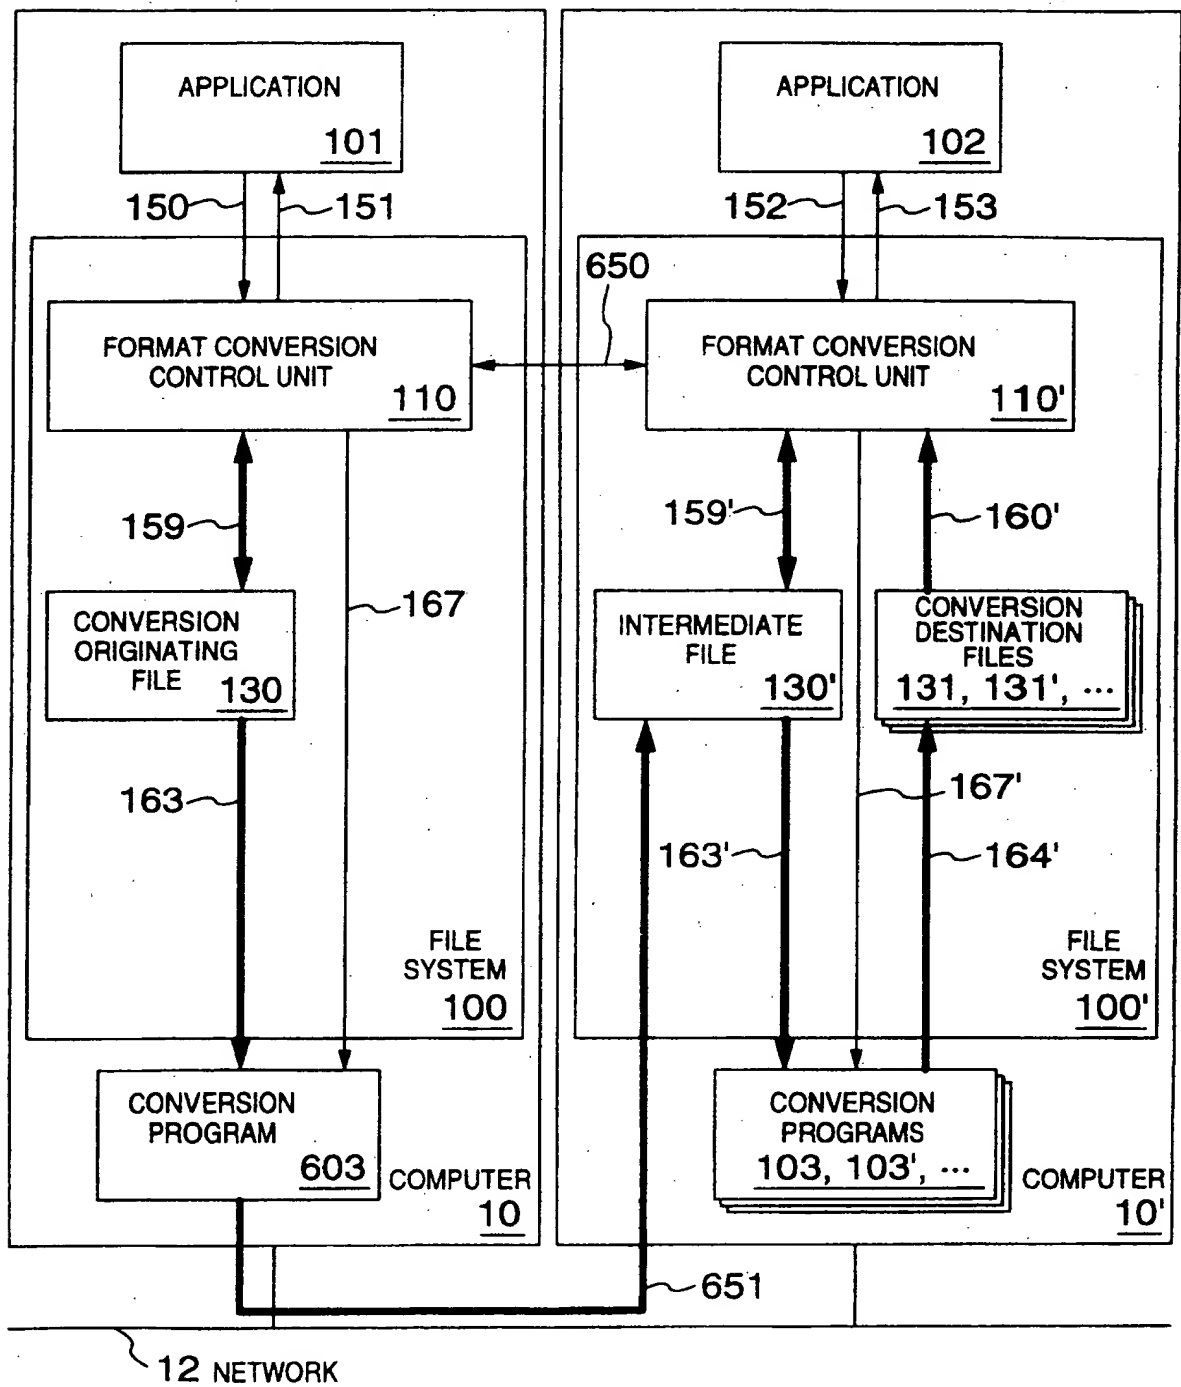 APPLICATION
101
150
151
FORMAT CONVERSION
CONTROL UNIT
110
159
167
CONVERSION
ORIGINATING
FILE
130
163
FILE
SYSTEM
100
CONVERSION
PROGRAM
603
COMPUTER
10
650
APPLICATION
102
152
153
FORMAT CONVERSION
CONTROL UNIT
110'
159'
160'
INTERMEDIATE
FILE
130'
CONVERSION
DESTINATION
FILES
131, 131', ...
167'
163'
164'
FILE
SYSTEM
100'
CONVERSION
PROGRAMS
103, 103', ...
COMPUTER
10'
651
12 NETWORK